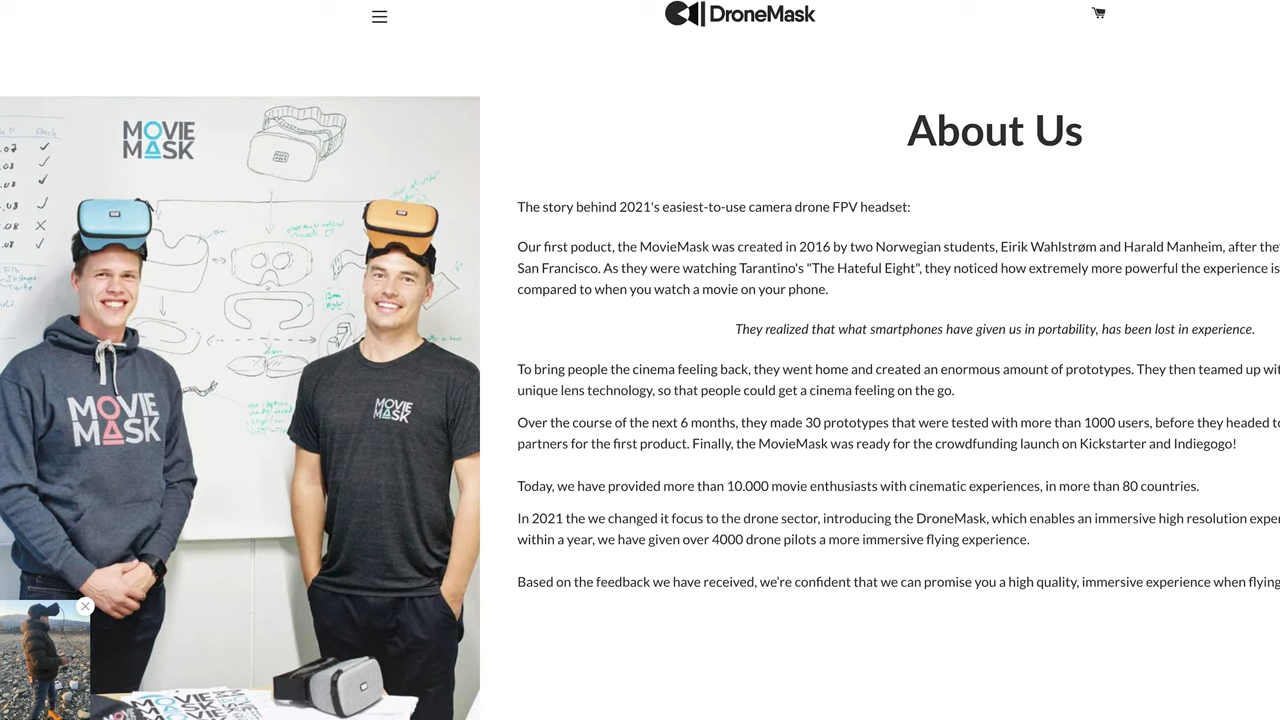 DroneMask
MOVIE
MASK
Check
MOVIE
MASK
MOVIE
MASK
About Us
The story behind 2021's easiest-to-use camera drone FPV headset:
Our first poduct, the MovieMask was created in 2016 by two Norwegian students, Eirik Wahlstrøm and Harald Manheim, after they
San Francisco. As they were watching Tarantino's "The Hateful Eight", they noticed how extremely more powerful the experience is
compared to when you watch a movie on your phone.
They realized that what smartphones have given us in portability, has been lost in experience.
To bring people the cinema feeling back, they went home and created an enormous amount of prototypes. They then teamed up wit
unique lens technology, so that people could get a cinema feeling on the go.
Over the course of the next 6 months, they made 30 prototypes that were tested with more than 1000 users, before they headed to
partners for the first product. Finally, the MovieMask was ready for the crowdfunding launch on Kickstarter and Indiegogo!
Today, we have provided more than 10.000 movie enthusiasts with cinematic experiences, in more than 80 countries.
In 2021 the we changed it focus to the drone sector, introducing the DroneMask, which enables an immersive high resolution expe
within a year, we have given over 4000 drone pilots a more immersive flying experience.
Based on the feedback we have received, we're confident that we can promise you a high quality, immersive experience when flying